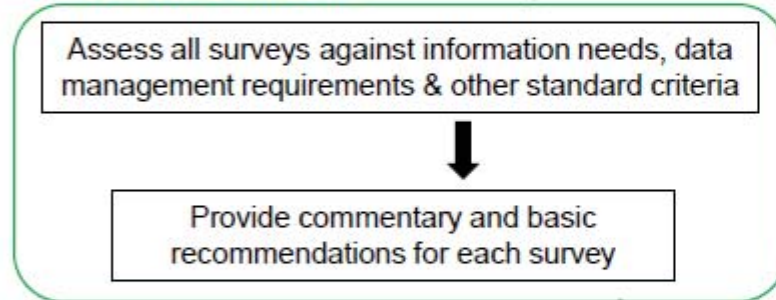 Assess all surveys against information needs, data
management requirements & other standard criteria
Provide commentary and basic
recommendations for each survey